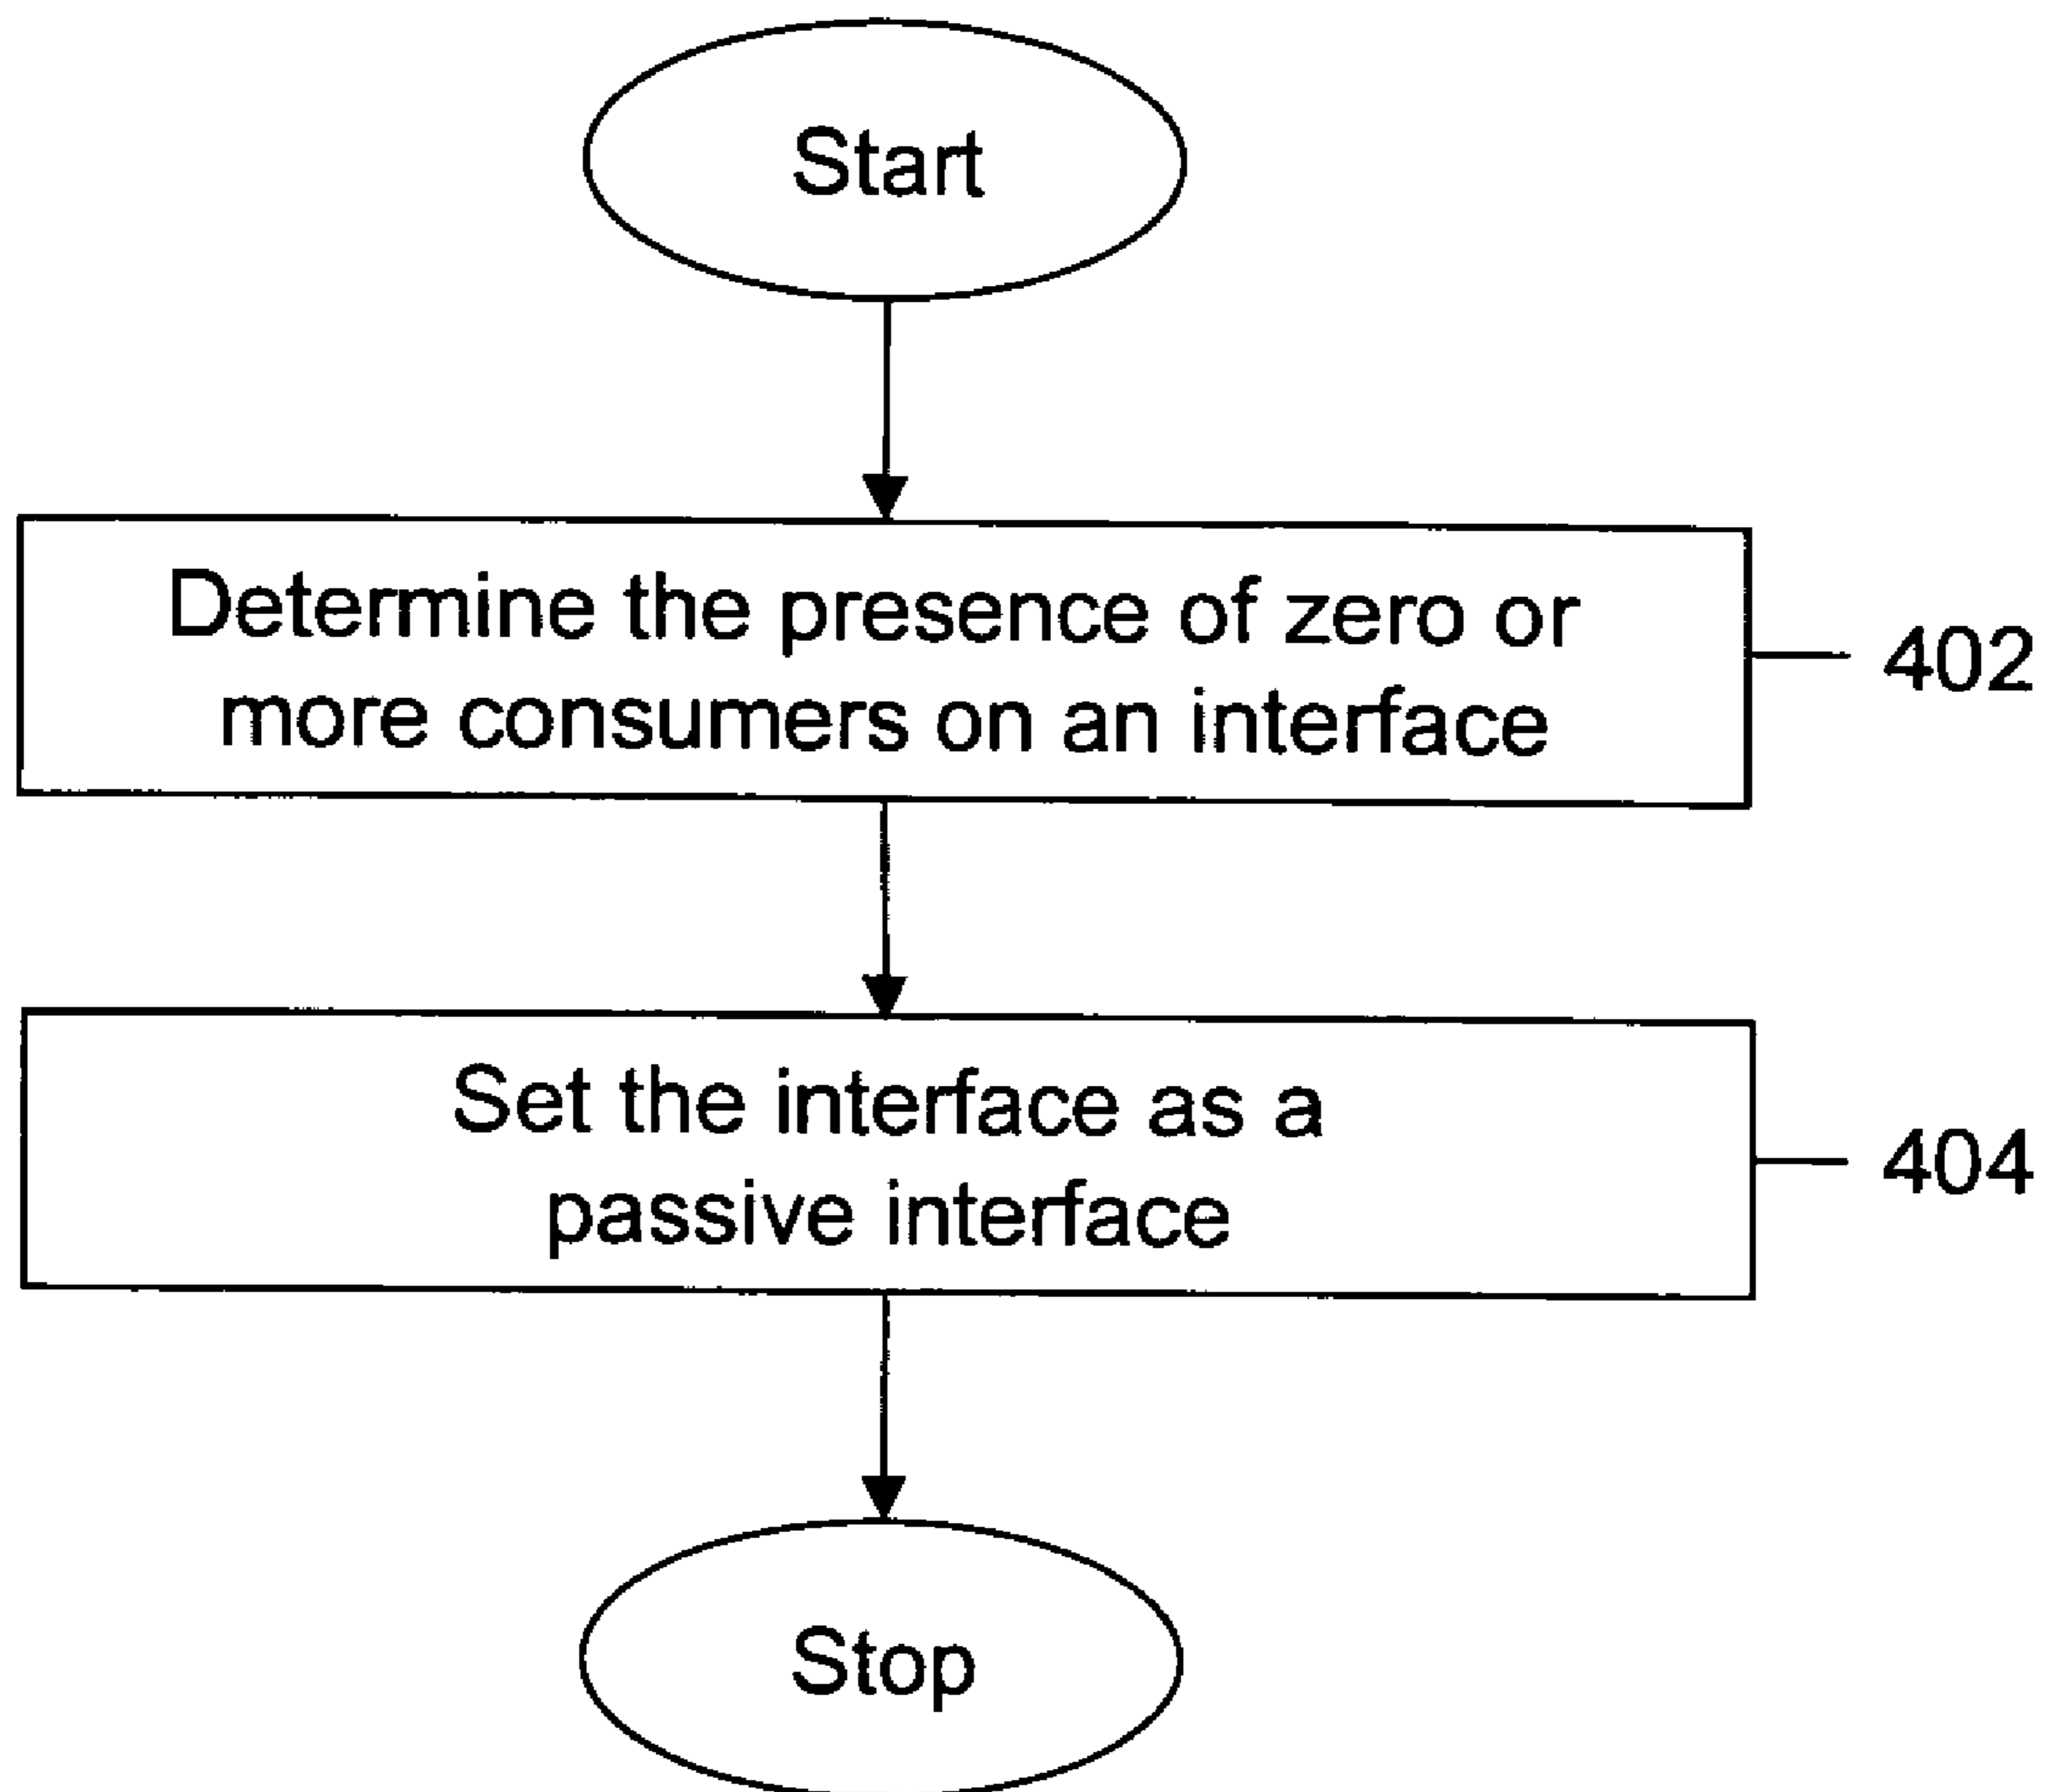 Start
Determine the presence of zero or
more consumers on an interface
402
Set the interface as a
passive interface
404
Stop